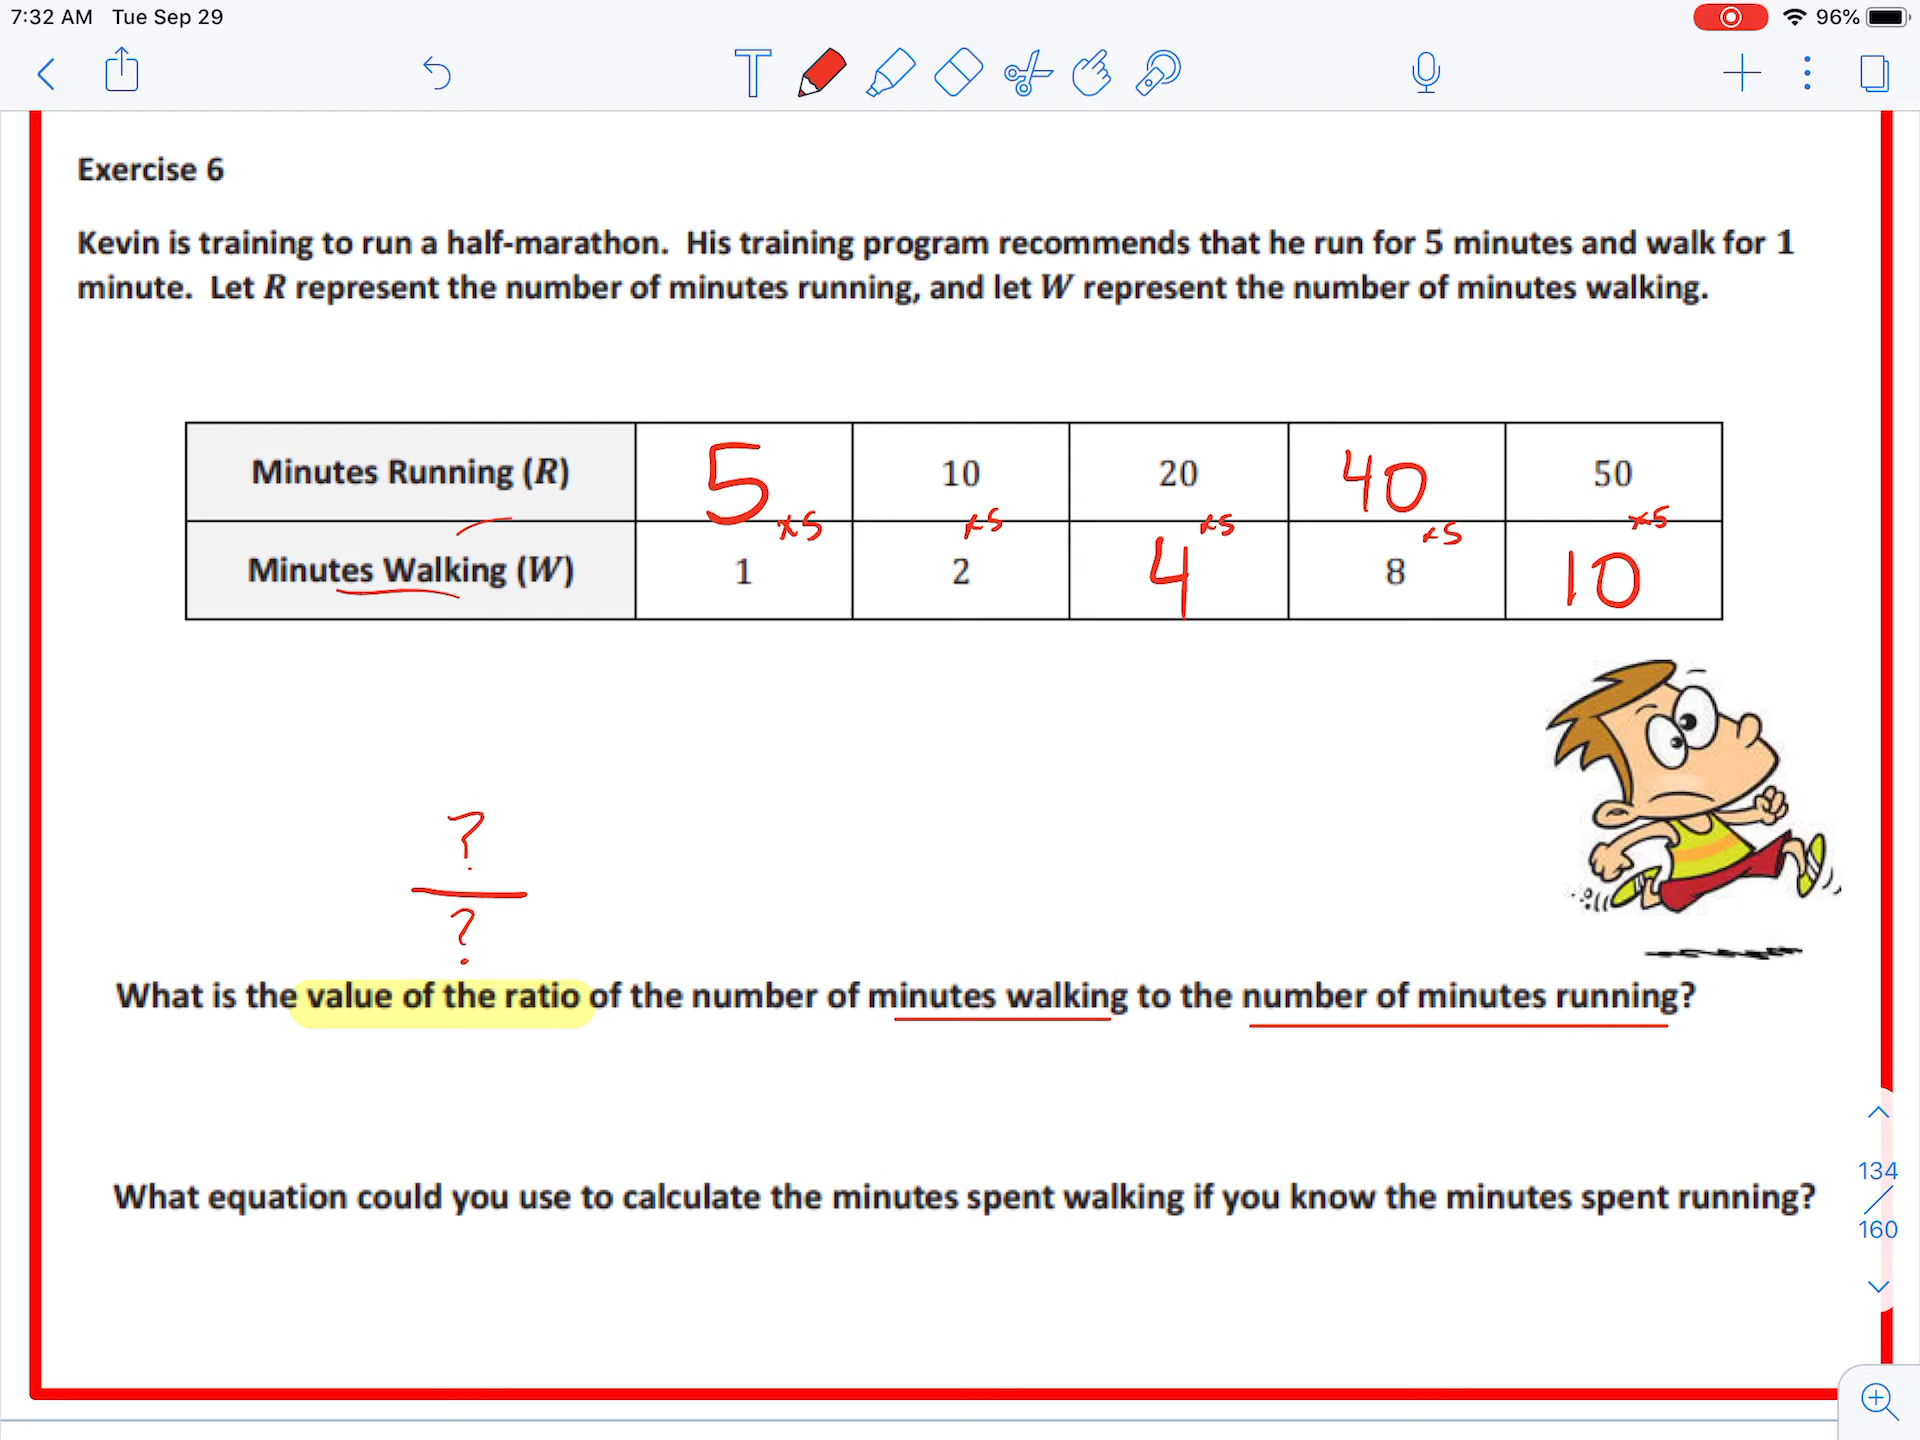 7:32 AM Tue Sep 29
96%
T
Exercise 6
Kevin is training to run a half-marathon. His training program recommends that he run for 5 minutes and walk for 1
minute. Let R represent the number of minutes running, and let W represent the number of minutes walking.
Minutes Running (R) 5 10 20 40 50
×5 ×5 ×5 ×5 ×5
Minutes Walking (W) 1 2 4 8 10
?
?
What is the value of the ratio of the number of minutes walking to the number of minutes running?
What equation could you use to calculate the minutes spent walking if you know the minutes spent running?
134
/
160